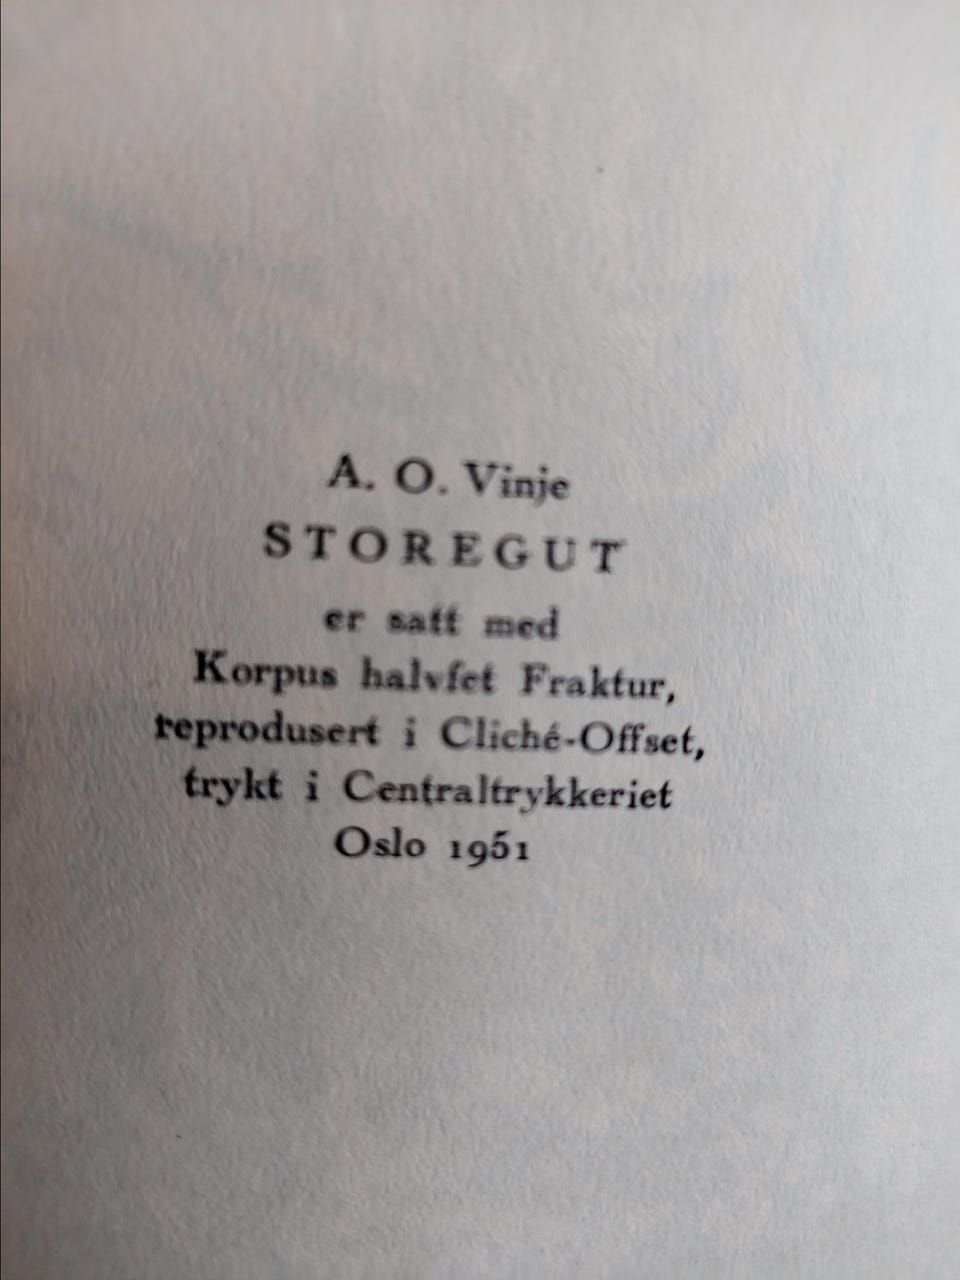 A. O. Vinje
STOREGUT
er satt med
Korpus halvfet Fraktur,
reprodusert i Cliché-Offset,
trykt i Centraltrykkeriet
Oslo 1951